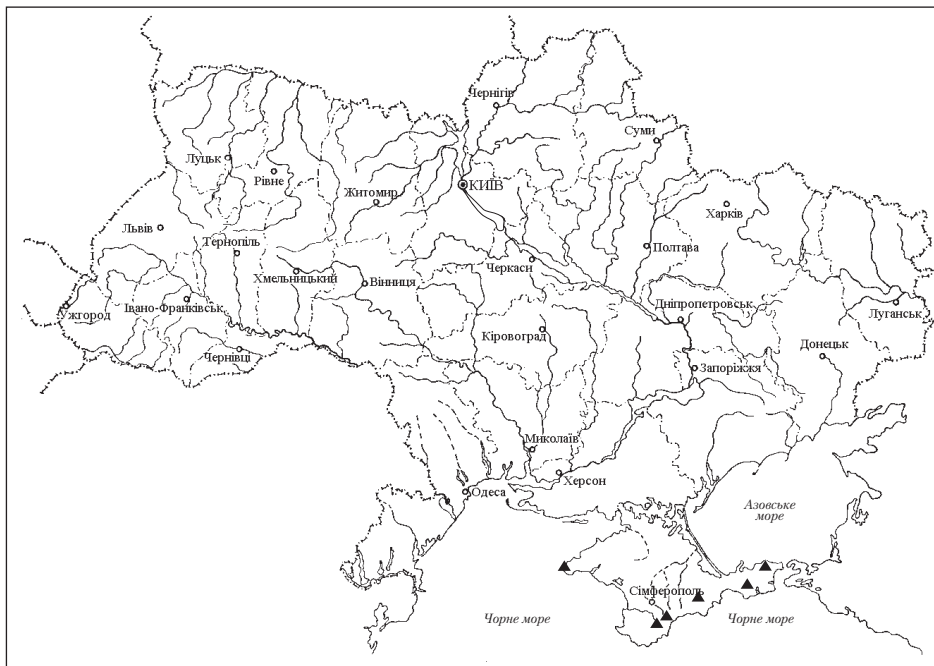 Чернігів
Суми
Луцьк
Рівне
КИЇВ
Житомир
Харків
Львів
Тернопіль
Полтава
Черкаси
Хмельницький
Вінниця
Ужгород
Івано-Франківськ
Дніпропетровськ
Луганськ
Кіровоград
Донецьк
Чернівці
Запоріжжя
Миколаїв
Херсон
Одеса
Азовське
море
Сімферополь
Чорне море
Чорне море